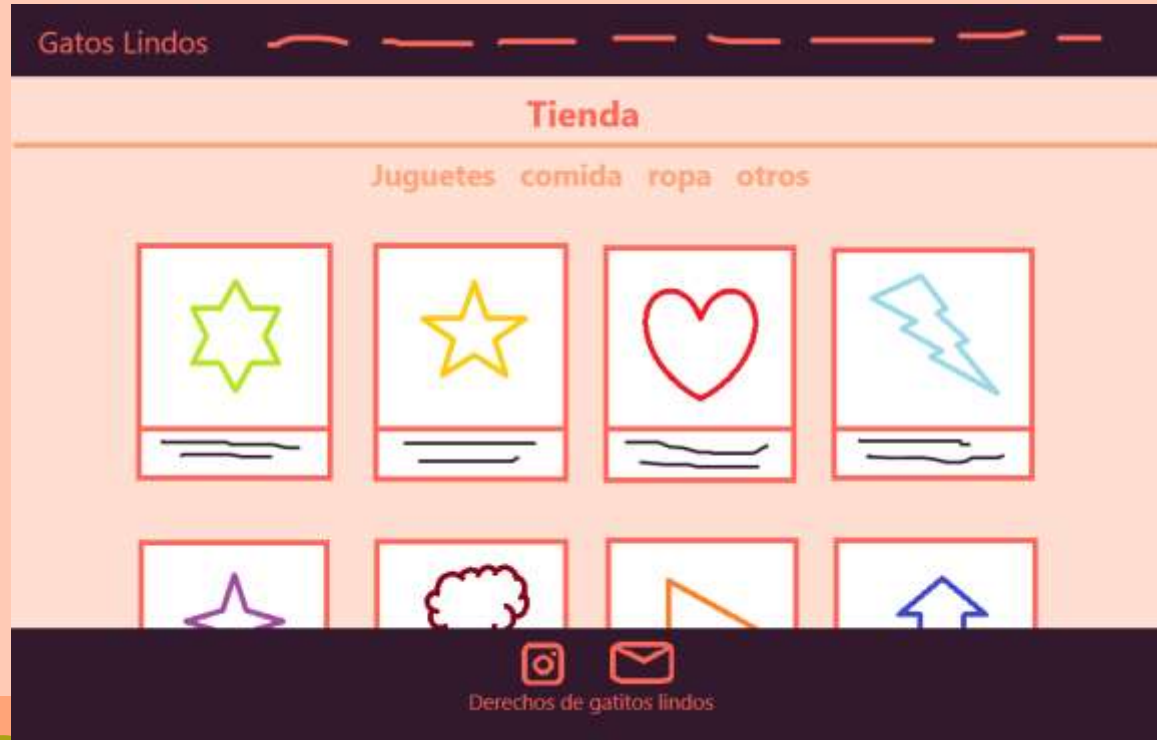 Gatos Lindos
Tienda
Juguetes comida ropa otros
Derechos de gatitos lindos